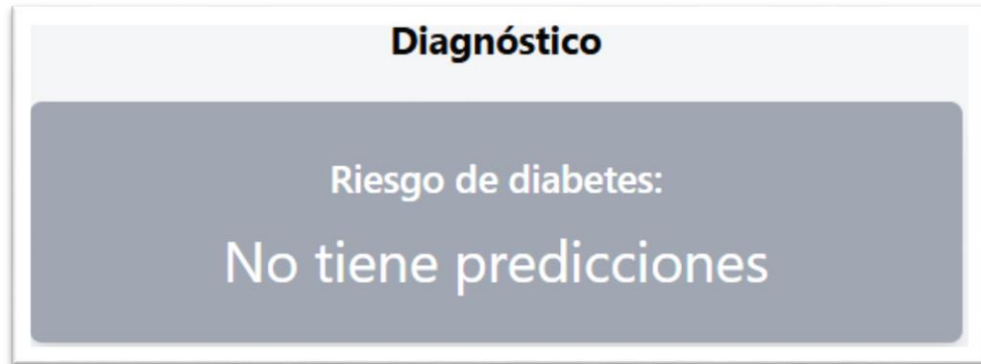 Diagnóstico
Riesgo de diabetes:
No tiene predicciones